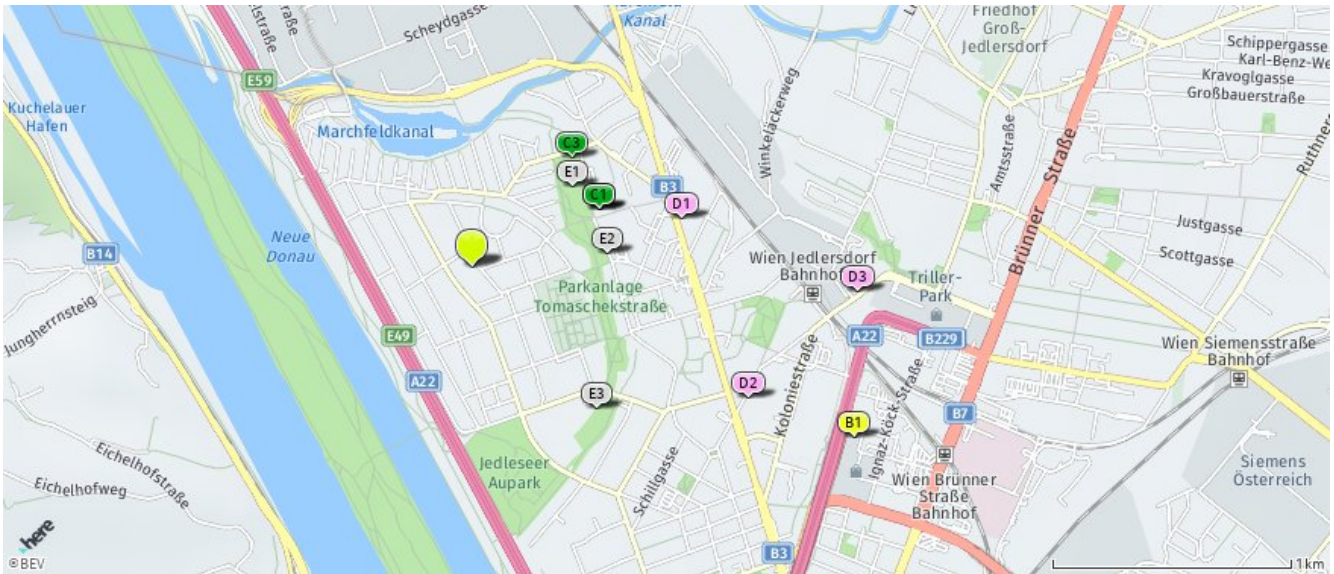 Scheydgasse
Kanal
Friedhof
Groß-
Jedlersdorf
Schippergasse
Karl-Benz-We
Kravoglgasse
Großbauerstraße
E59
Kuchelauer
Hafen
Marchfeldkanal
Winkeläckerweg
Amtsstraße
Brünner Straße
Ruthner
C3
E1
C1
B3
D1
Justgasse
Scottgasse
Neue
Donau
B14
E2
Wien Jedlersdorf
Bahnhof
D3
Triller-
Park
Parkanlage
Tomaschekstraße
Jungherrnsteig
E49
A22
B229
Wien Siemensstraße
Bahnhof
A22
D2
Koloniestraße
E3
B7
B1
Ignaz-Köck-Straße
Jedleseer
Aupark
Schillgasse
Eichelhofstraße
Eichelhofweg
Wien Brünner
Straße
Bahnhof
Siemens
Österreich
B3
here
©BEV
1km